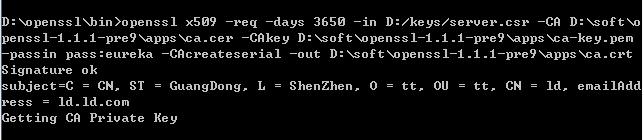 D:\openssl\bin>openssl x509 -req -days 3650 -in D:/keys/server.csr -CA D:\soft\o
penssl-1.1.1-pre9\apps\ca.cer -CAkey D:\soft\openssl-1.1.1-pre9\apps\ca-key.pem
-passin pass:eureka -CAcreateserial -out D:\soft\openssl-1.1.1-pre9\apps\ca.crt
Signature ok
subject=C = CN, ST = GuangDong, L = ShenZhen, O = tt, OU = tt, CN = ld, emailAdd
ress = ld.ld.com
Getting CA Private Key